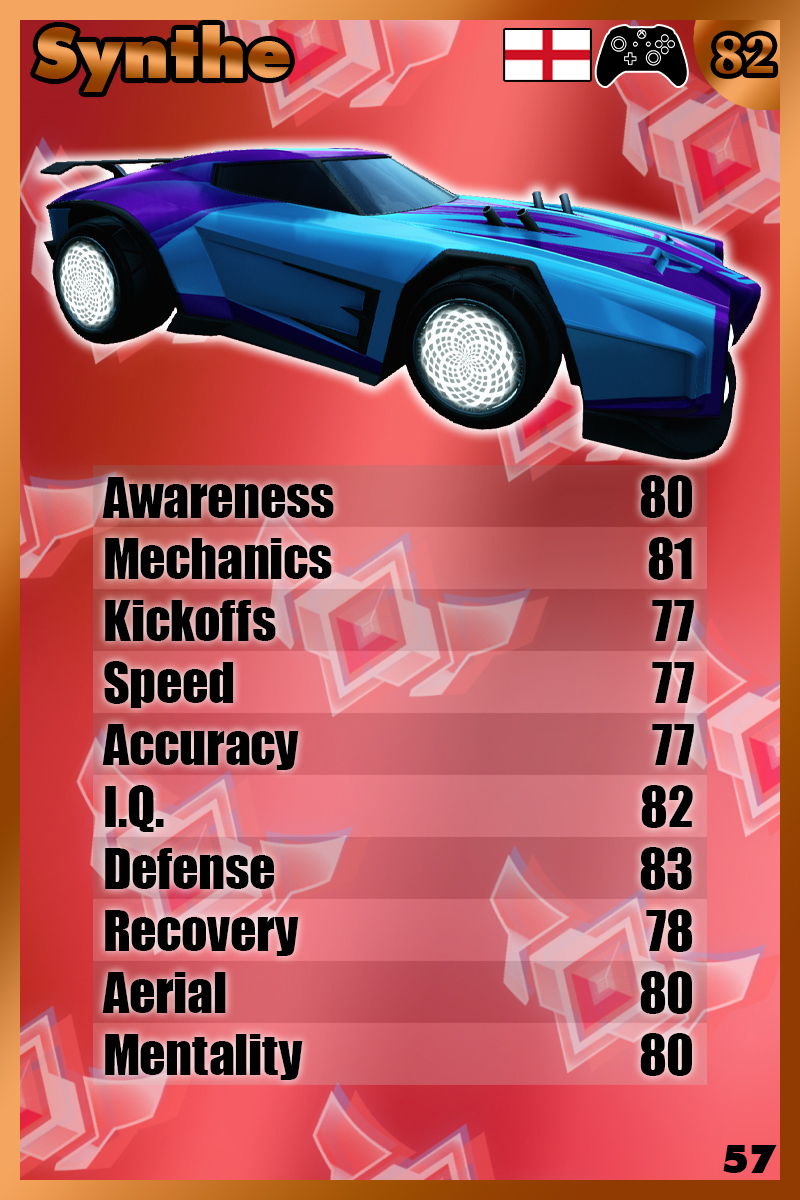 Synthe 82
Awareness 80
Mechanics 81
Kickoffs 77
Speed 77
Accuracy 77
I.Q. 82
Defense 83
Recovery 78
Aerial 80
Mentality 80
57